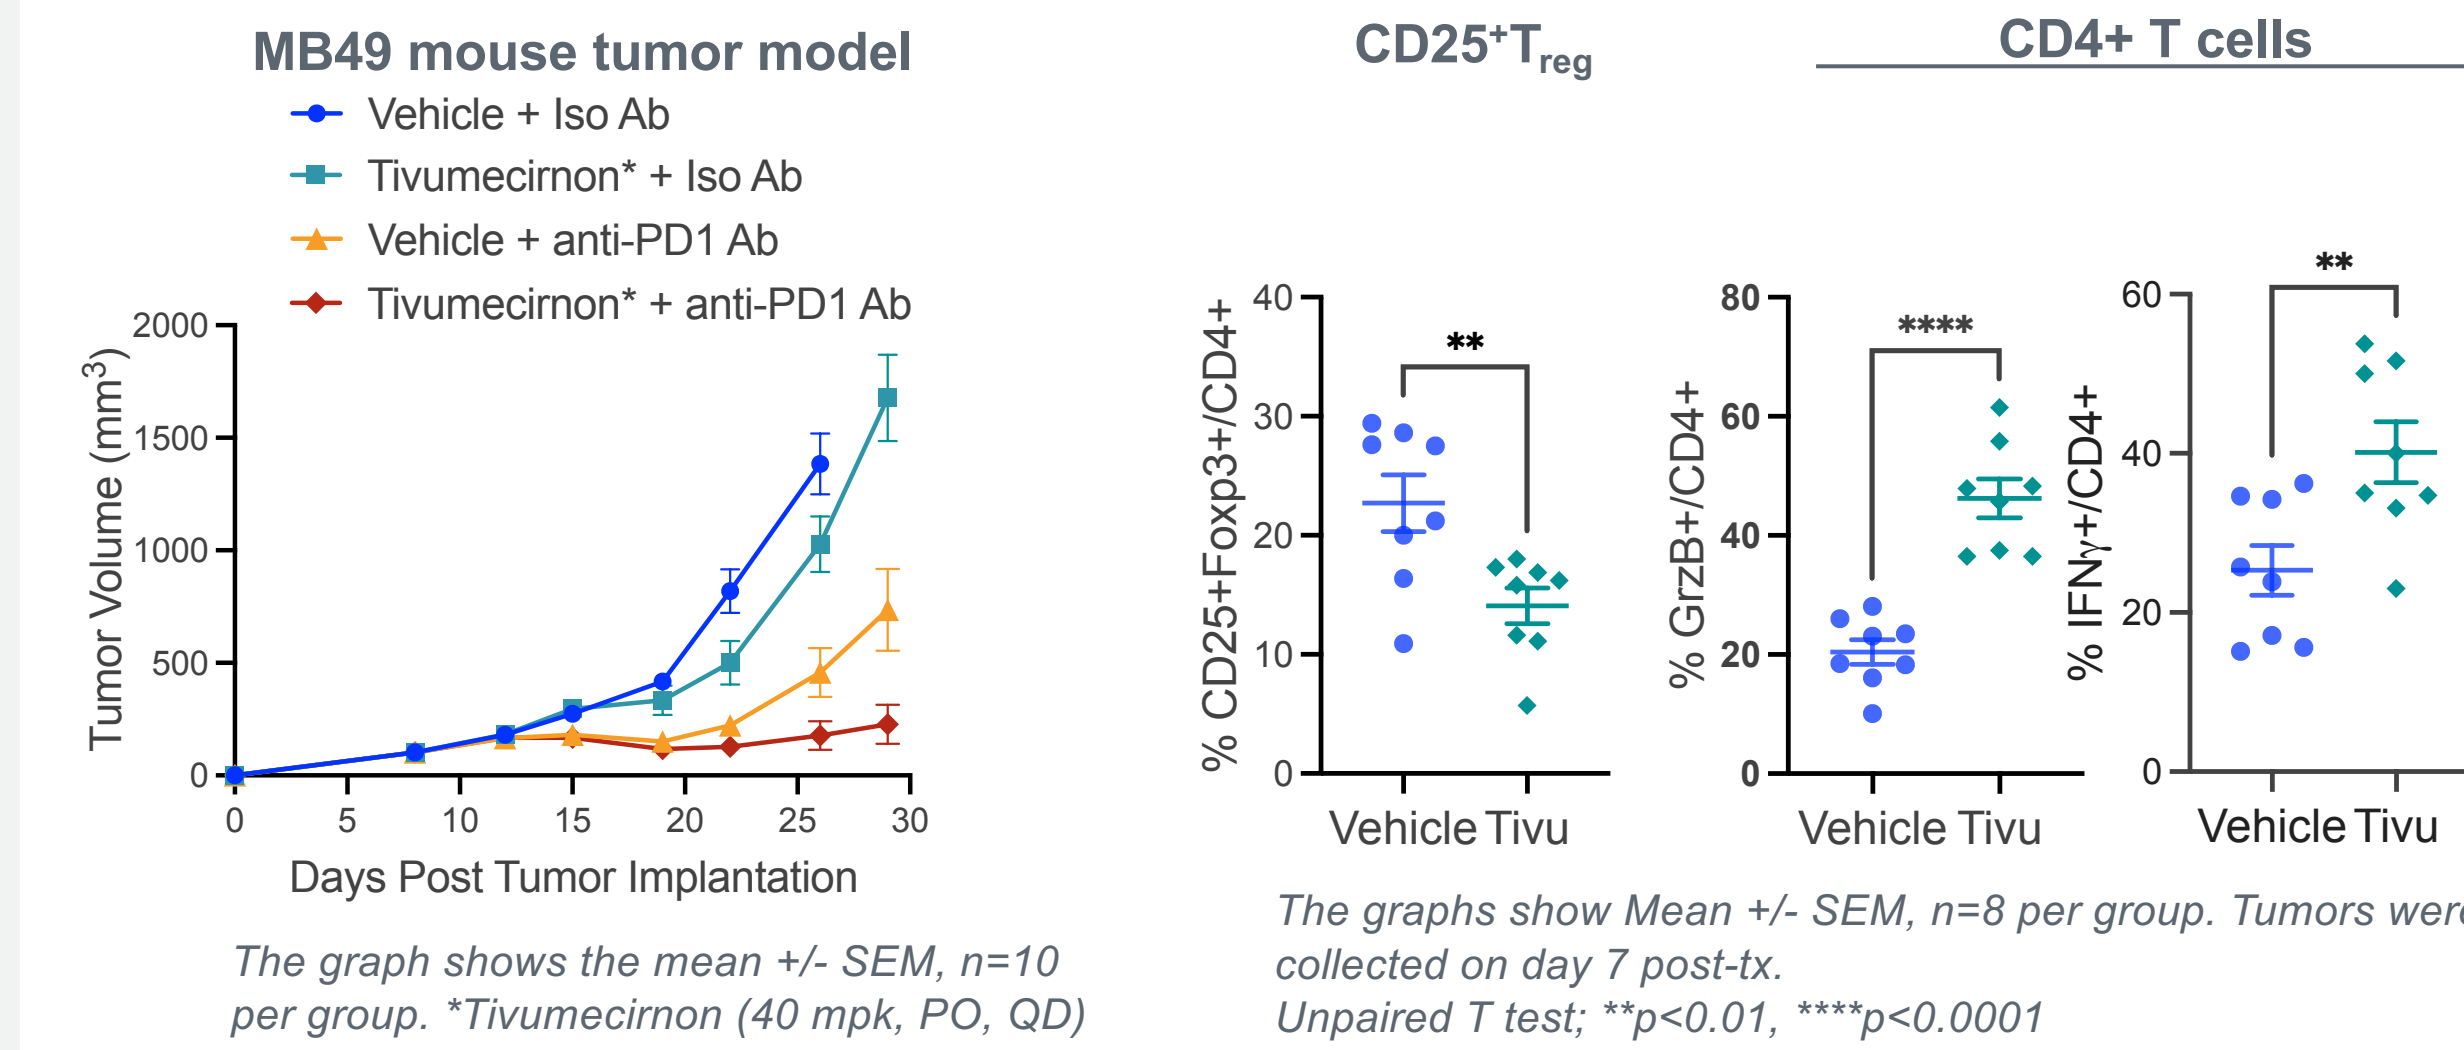 MB49 mouse tumor model
Vehicle + Iso Ab
Tivumecirnon* + Iso Ab
Vehicle + anti-PD1 Ab
Tivumecirnon* + anti-PD1 Ab
Tumor Volume (mm³)
2000
1500
1000
500
0
0 5 10 15 20 25 30
Days Post Tumor Implantation
The graph shows the mean +/- SEM, n=10
per group. *Tivumecirnon (40 mpk, PO, QD)
CD25⁺T_reg
% CD25+Foxp3+/CD4+
40
30
20
10
0
**
Vehicle Tivu
CD4+ T cells
% GrzB+/CD4+
80
60
40
20
0
****
Vehicle Tivu
% IFNγ+/CD4+
60
40
20
0
**
Vehicle Tivu
The graphs show Mean +/- SEM, n=8 per group. Tumors were
collected on day 7 post-tx.
Unpaired T test; **p<0.01, ****p<0.0001